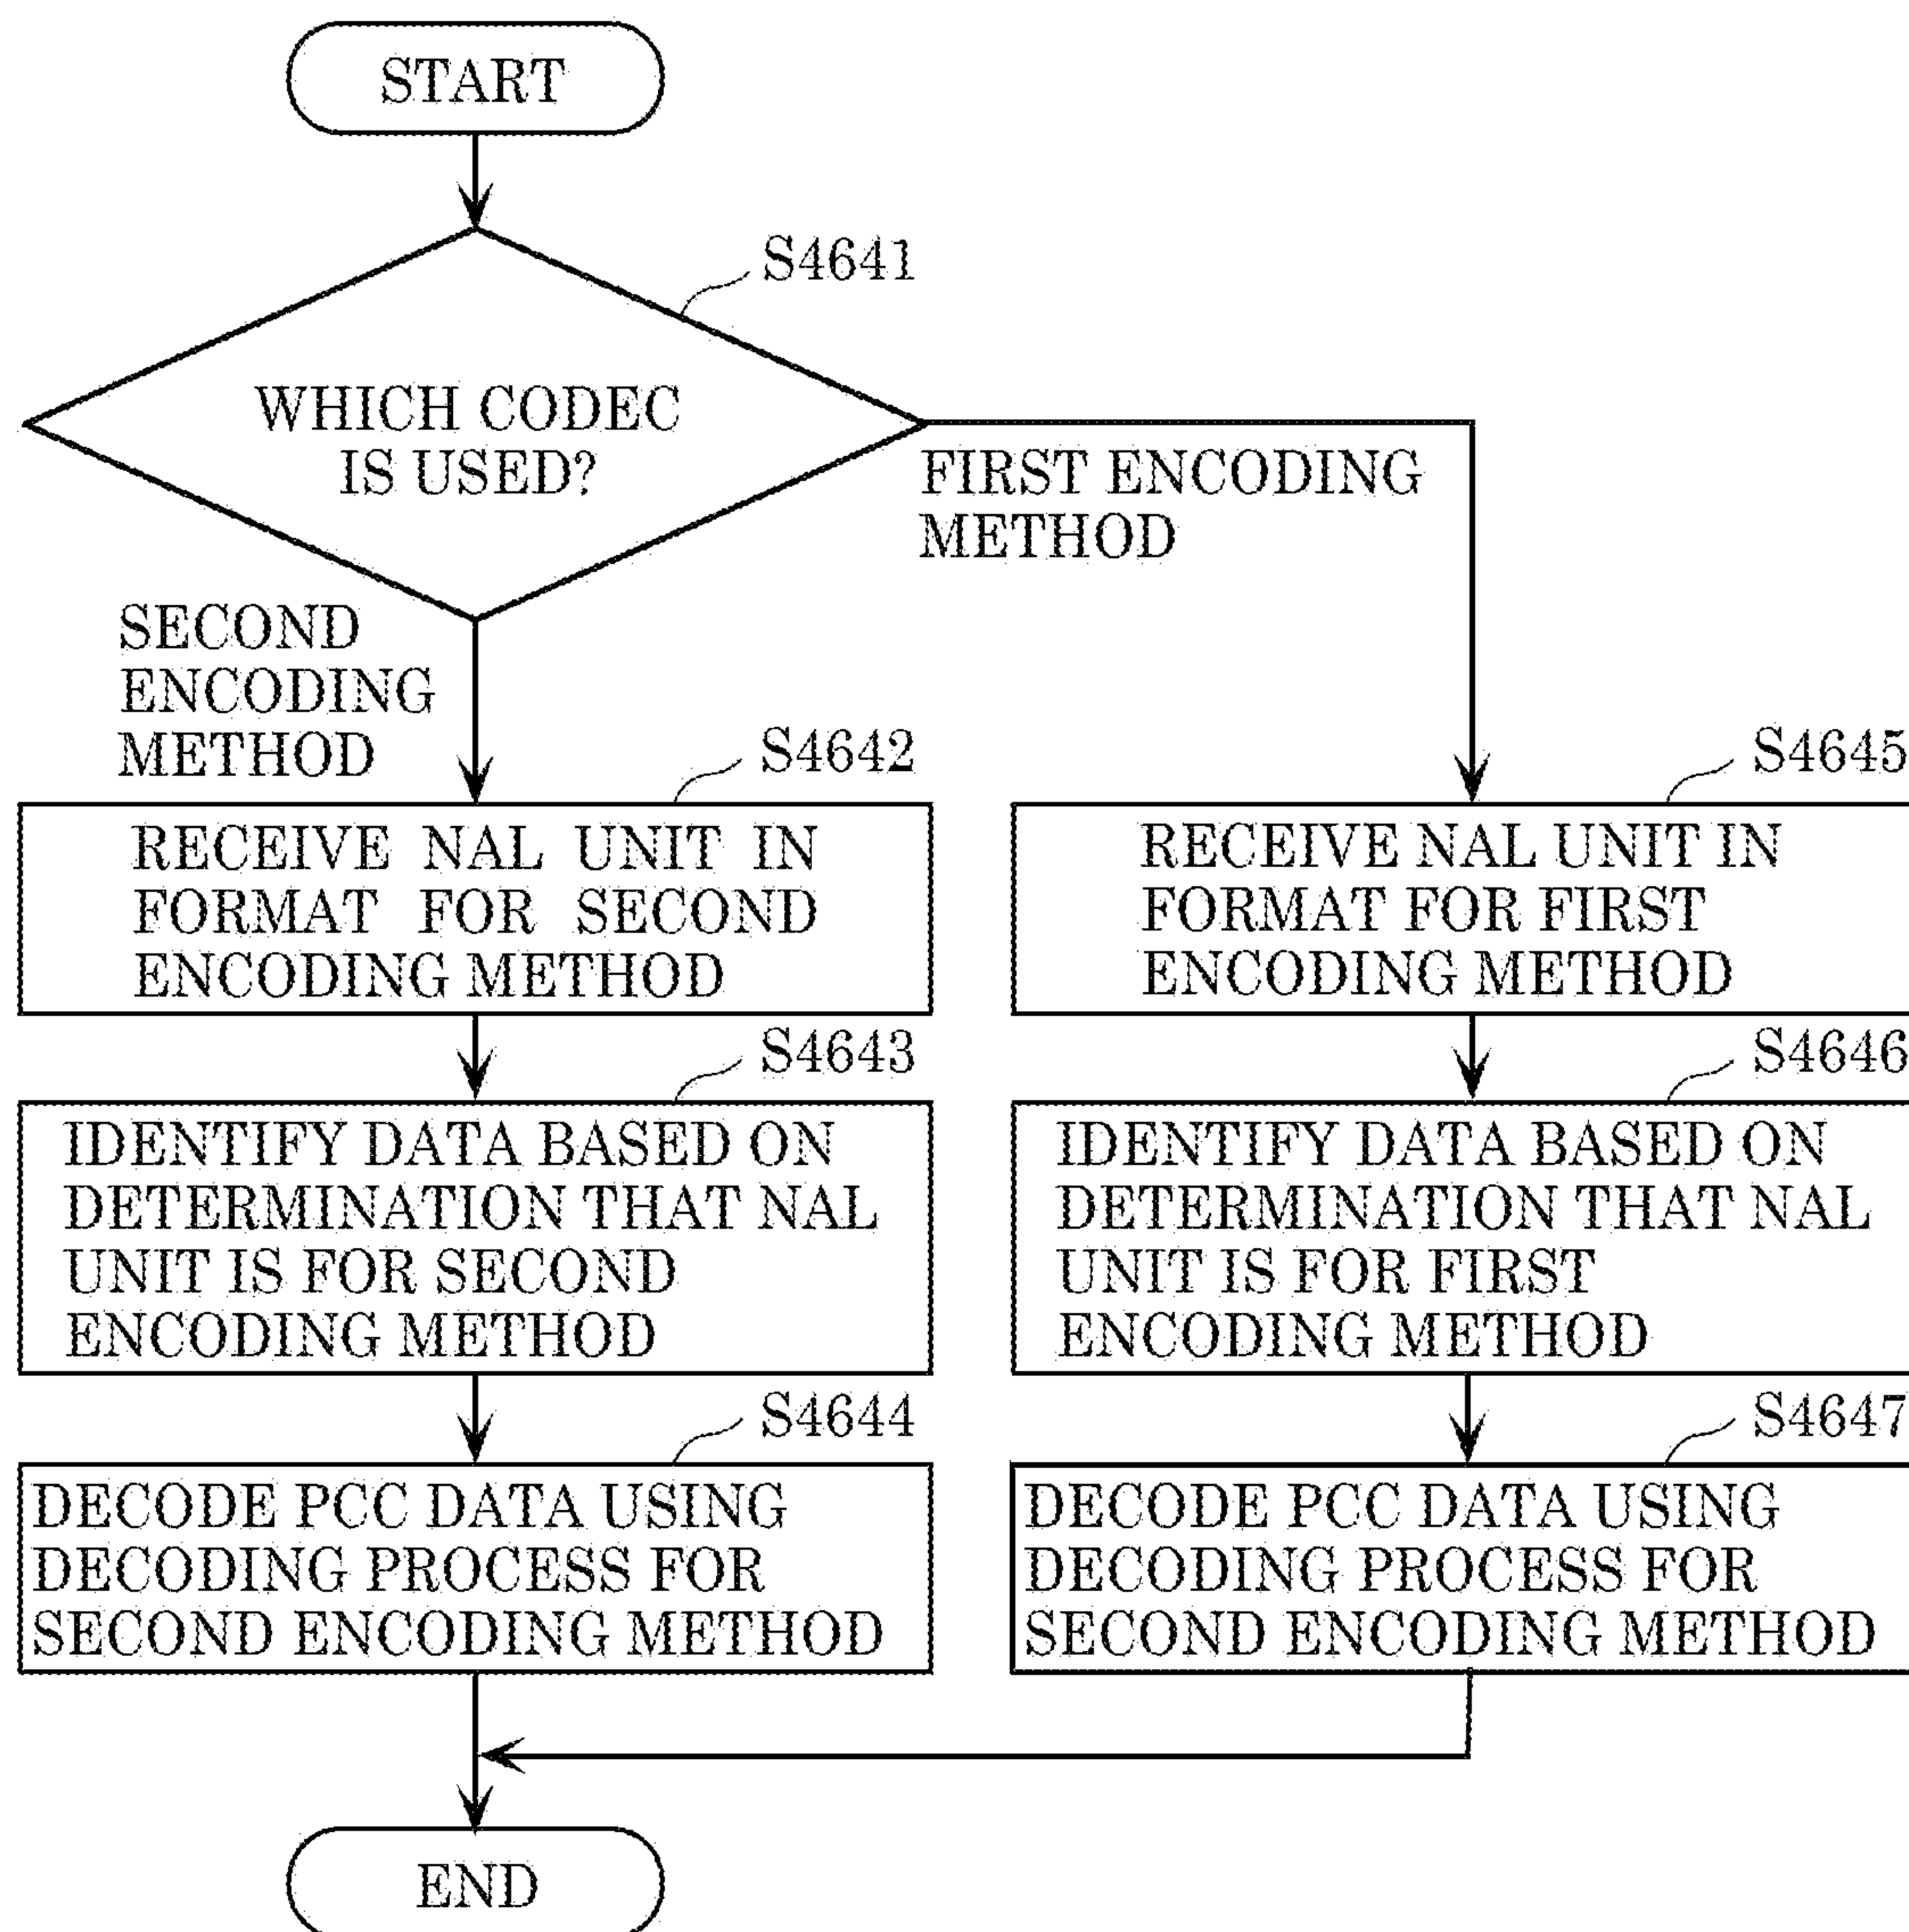 START
S4641
WHICH CODEC
IS USED?
FIRST ENCODING
METHOD
SECOND
ENCODING
METHOD
S4642
RECEIVE NAL UNIT IN
FORMAT FOR SECOND
ENCODING METHOD
S4643
IDENTIFY DATA BASED ON
DETERMINATION THAT NAL
UNIT IS FOR SECOND
ENCODING METHOD
S4644
DECODE PCC DATA USING
DECODING PROCESS FOR
SECOND ENCODING METHOD
S4645
RECEIVE NAL UNIT IN
FORMAT FOR FIRST
ENCODING METHOD
S4646
IDENTIFY DATA BASED ON
DETERMINATION THAT NAL
UNIT IS FOR FIRST
ENCODING METHOD
S4647
DECODE PCC DATA USING
DECODING PROCESS FOR
SECOND ENCODING METHOD
END